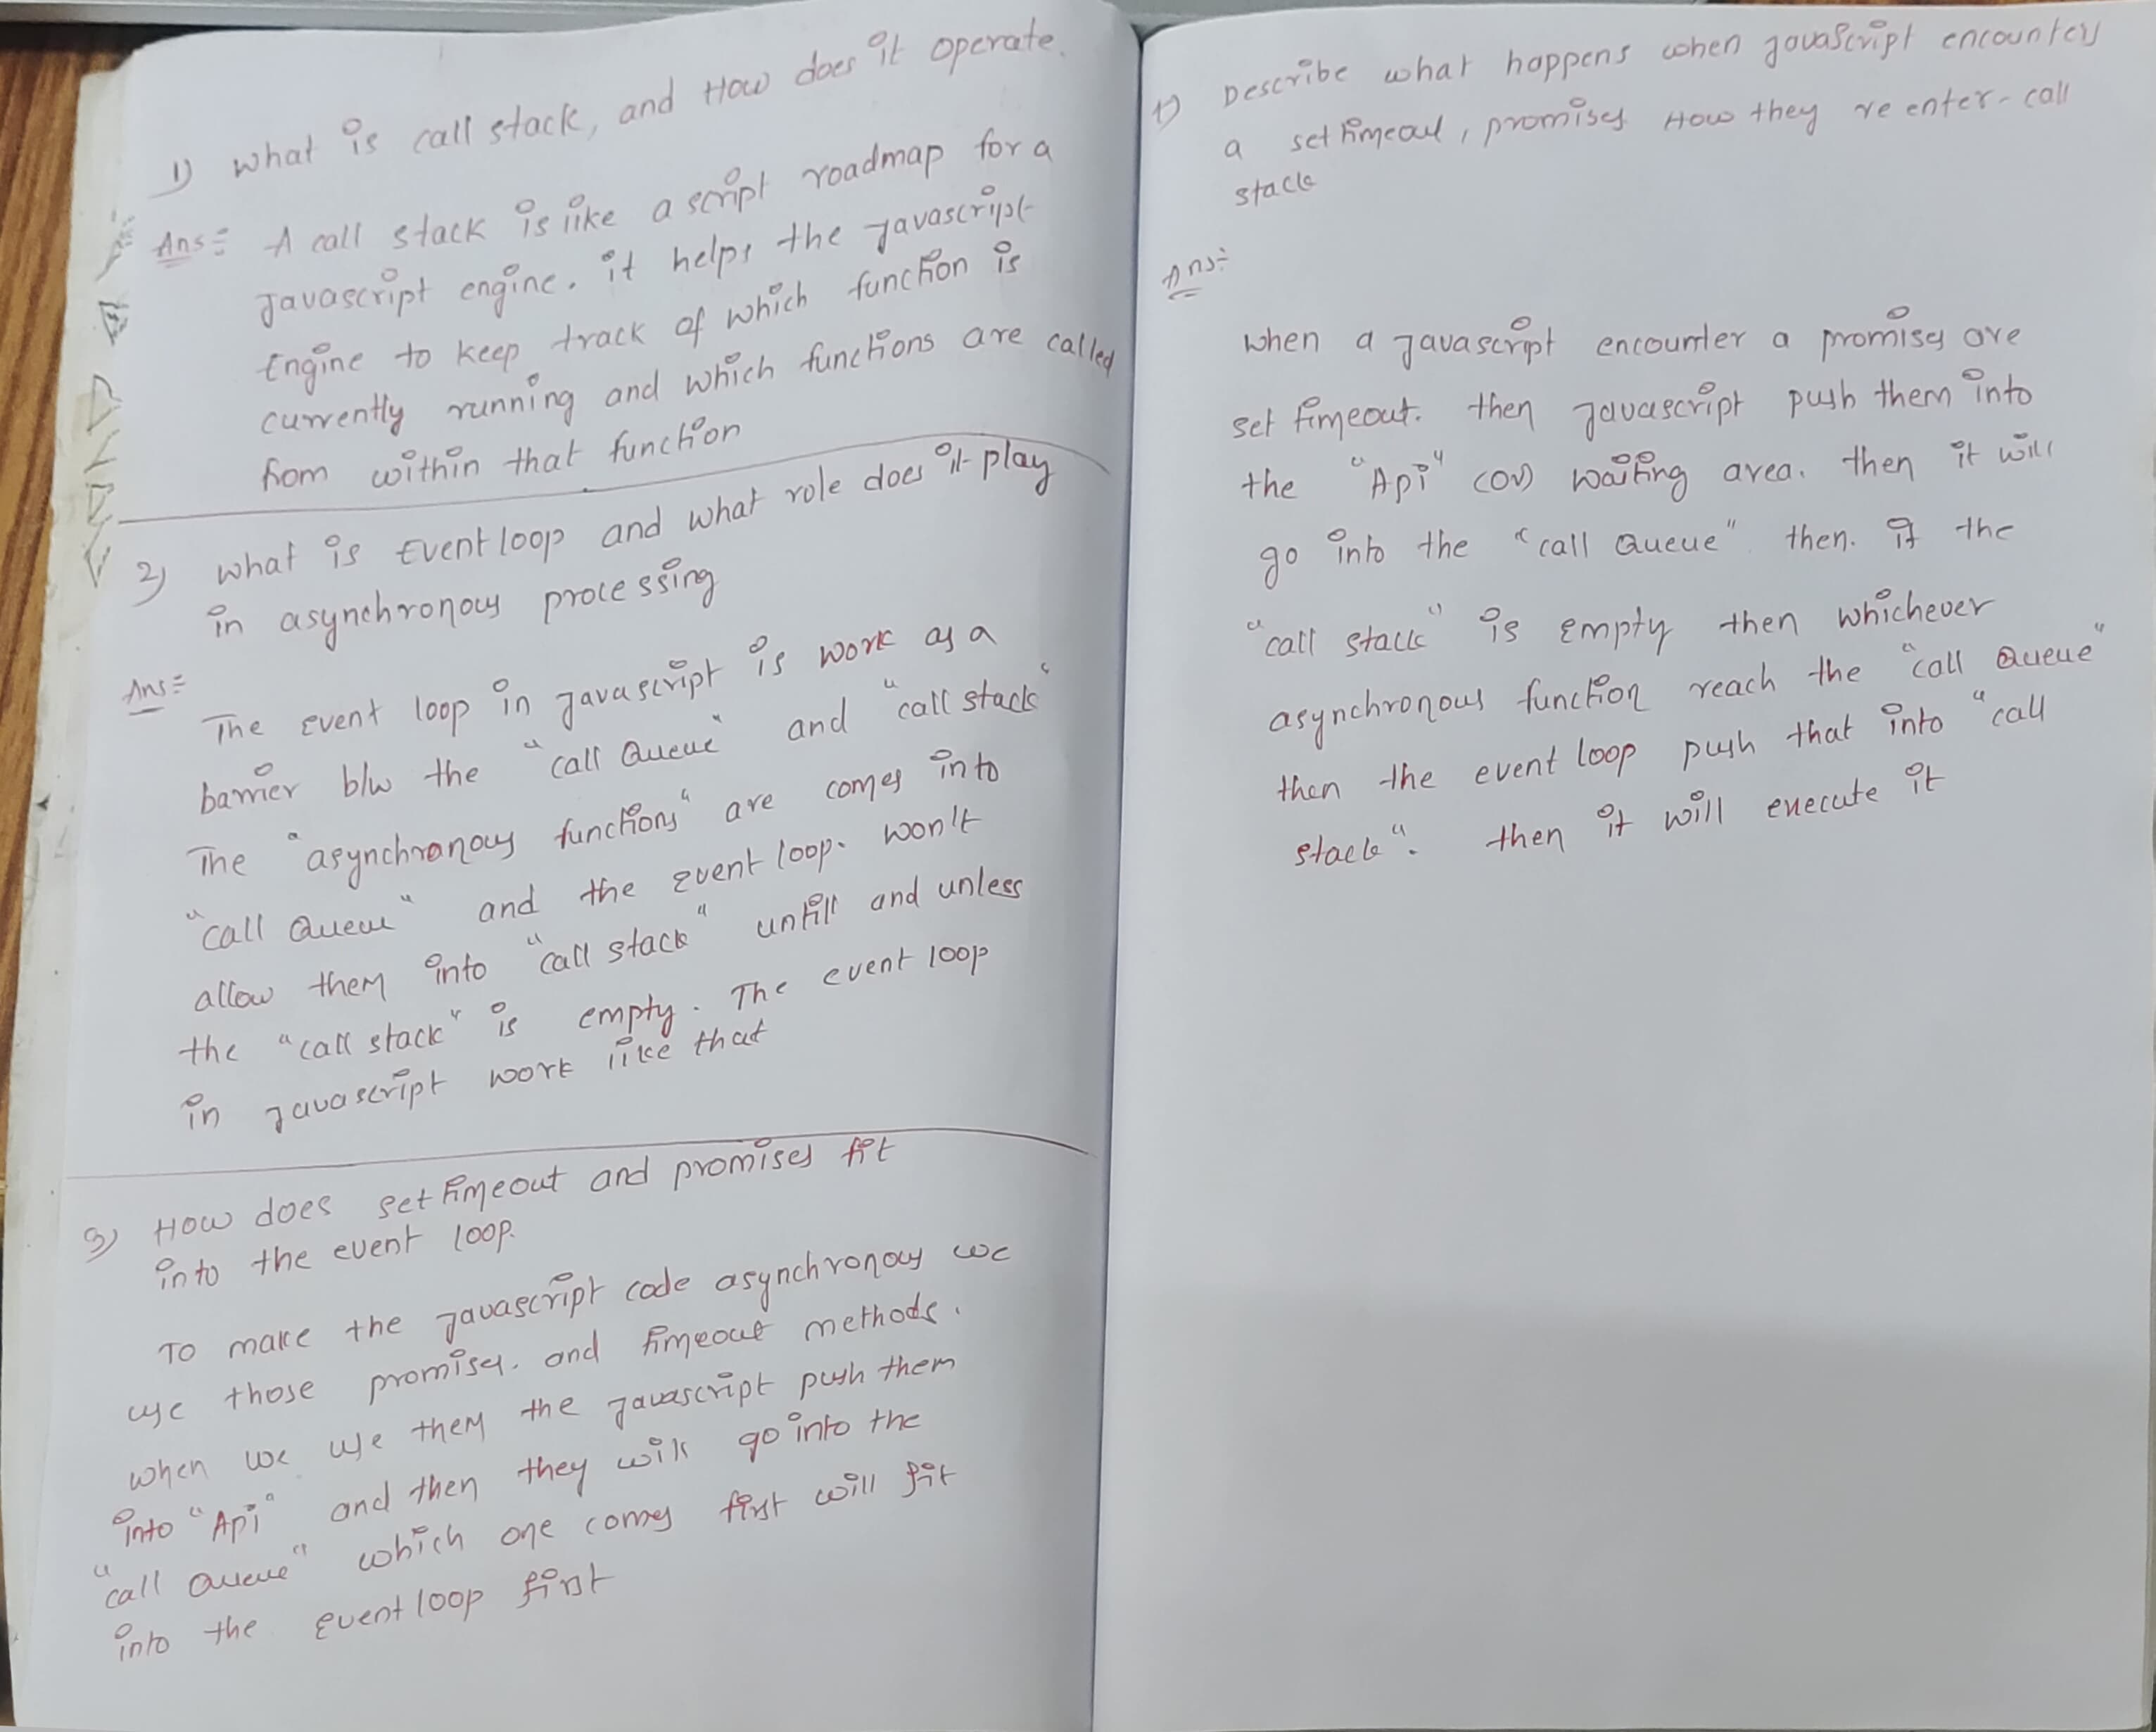 1) What is call stack, and How does it operate.
Ans:- A call stack is like a script roadmap for a
Javascript engine. it helps the Javascript
Engine to keep track of which function is
currently running and which functions are called
from within that function
2) what is Event loop and what role does it play
in asynchronous processing
Ans:-
The event loop in Javascript is work as a
barrier b/w the "call Queue" and "call stack"
The "asynchronous functions" are comes into
"call Queue" and the event loop. won't
allow them into "call stack" untill and unless
the "call stack" is empty. The event loop
in Javascript work like that
3) How does set timeout and promises fit
into the event loop.
To make the Javascript code asynchronous we
use those promises. and timeout methods.
when we use them the Javascript push them
into "Api" and then they will go into the
"call Queue" which one comes first will fit
into the event loop first
1) Describe what happens when Javascript encounters
a set timeout, promises How they re enter-call
stack
Ans:-
when a Javascript encounter a promises are
set timeout. then Javascript push them into
the "Api" (or) waiting area. then it will
go into the "call Queue" then. if the
"call stack" is empty then whichever
asynchronous function reach the "call Queue"
then the event loop push that into "call
stack". then it will execute it